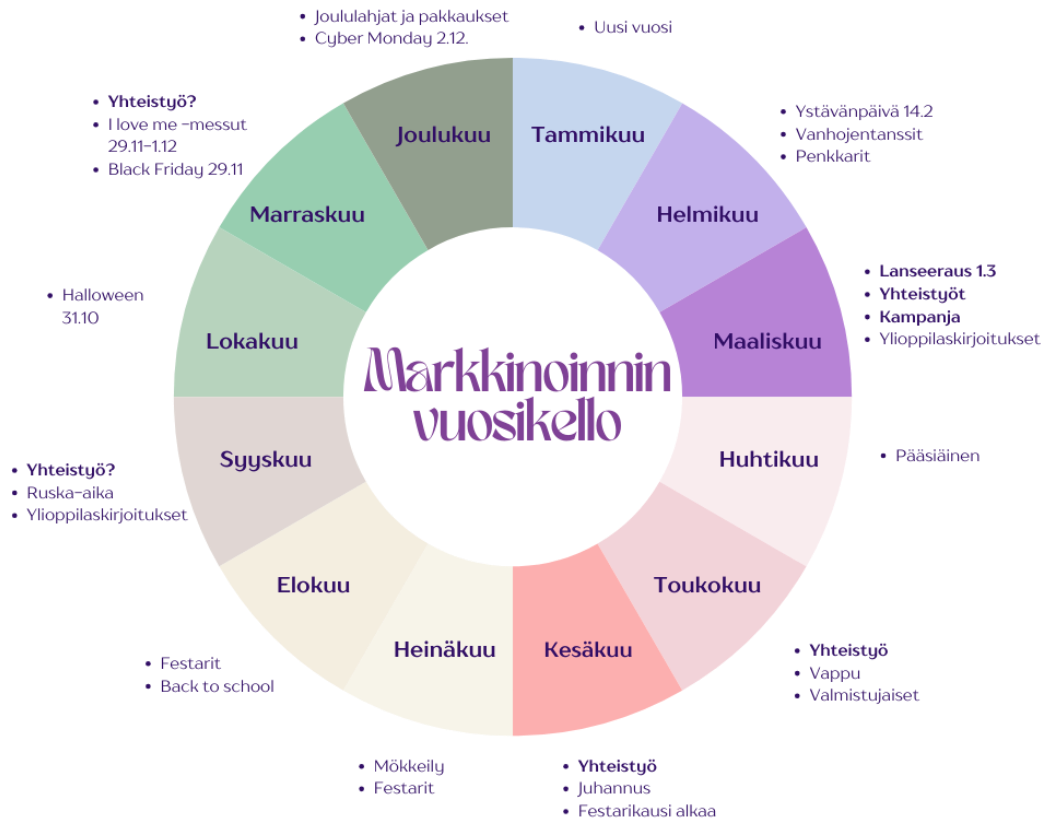 • Joululahjat ja pakkaukset
• Cyber Monday 2.12.
• Uusi vuosi
• Yhteistyö?
• I love me -messut
29.11-1.12
• Black Friday 29.11
• Ystävänpäivä 14.2
• Vanhojentanssit
• Penkkarit
Joulukuu
Tammikuu
Marraskuu
Helmikuu
• Halloween
31.10
• Lanseeraus 1.3
• Yhteistyöt
• Kampanja
• Ylioppilaskirjoitukset
Lokakuu
Maaliskuu
Markkinoinnin
vuosikello
Syyskuu
Huhtikuu
• Yhteistyö?
• Ruska-aika
• Ylioppilaskirjoitukset
• Pääsiäinen
Elokuu
Toukokuu
Heinäkuu
Kesäkuu
• Festarit
• Back to school
• Yhteistyö
• Vappu
• Valmistujaiset
• Mökkeily
• Festarit
• Yhteistyö
• Juhannus
• Festarikausi alkaa